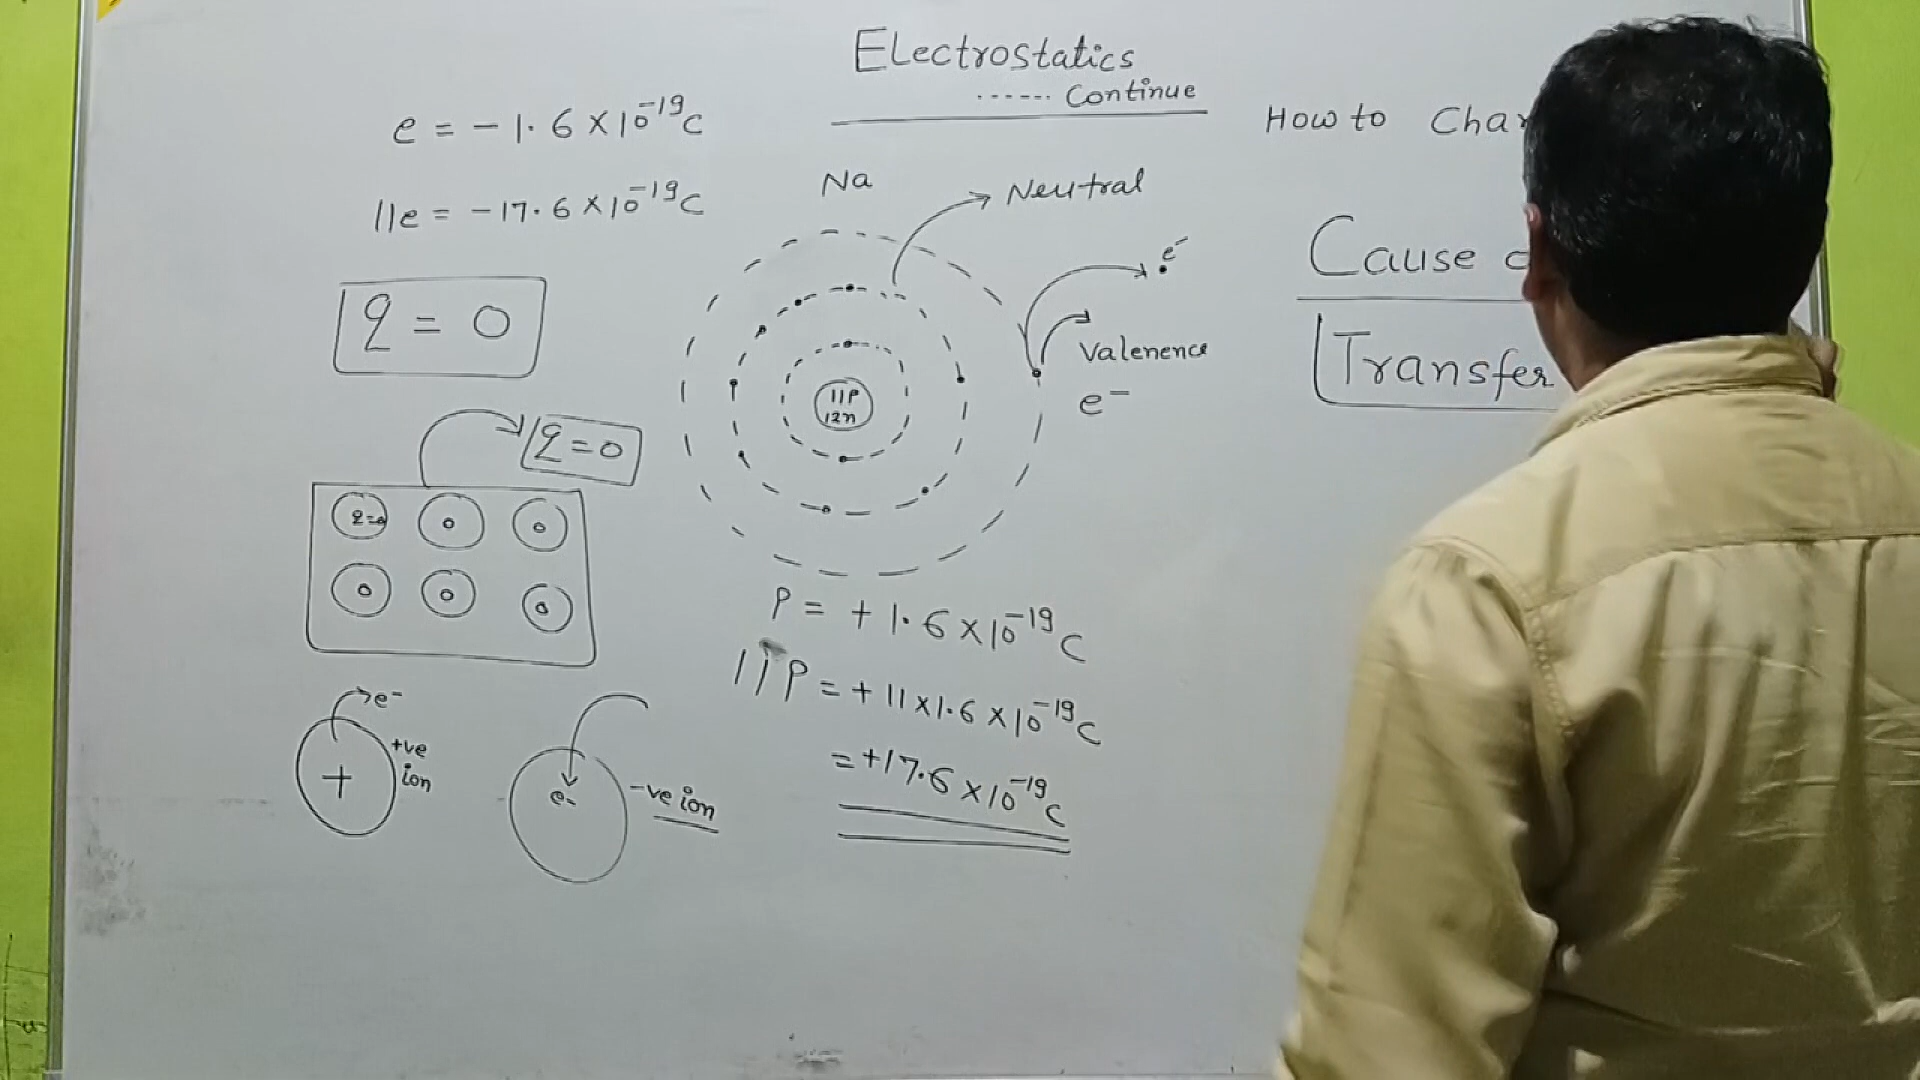 Electrostatics
...... Continue
e = - 1.6 × 10⁻¹⁹ C
11e = - 17.6 × 10⁻¹⁹ C
q = 0
q = 0
q=0
0
0
0
0
0
e-
+
+ve
ion
e-
-ve ion
Na
Neutral
e⁻
Valenence
e⁻
11P
12n
P = + 1.6 × 10⁻¹⁹ C
11P = + 11 × 1.6 × 10⁻¹⁹ C
= +17.6 × 10⁻¹⁹ C
How to
Cause
Transfer